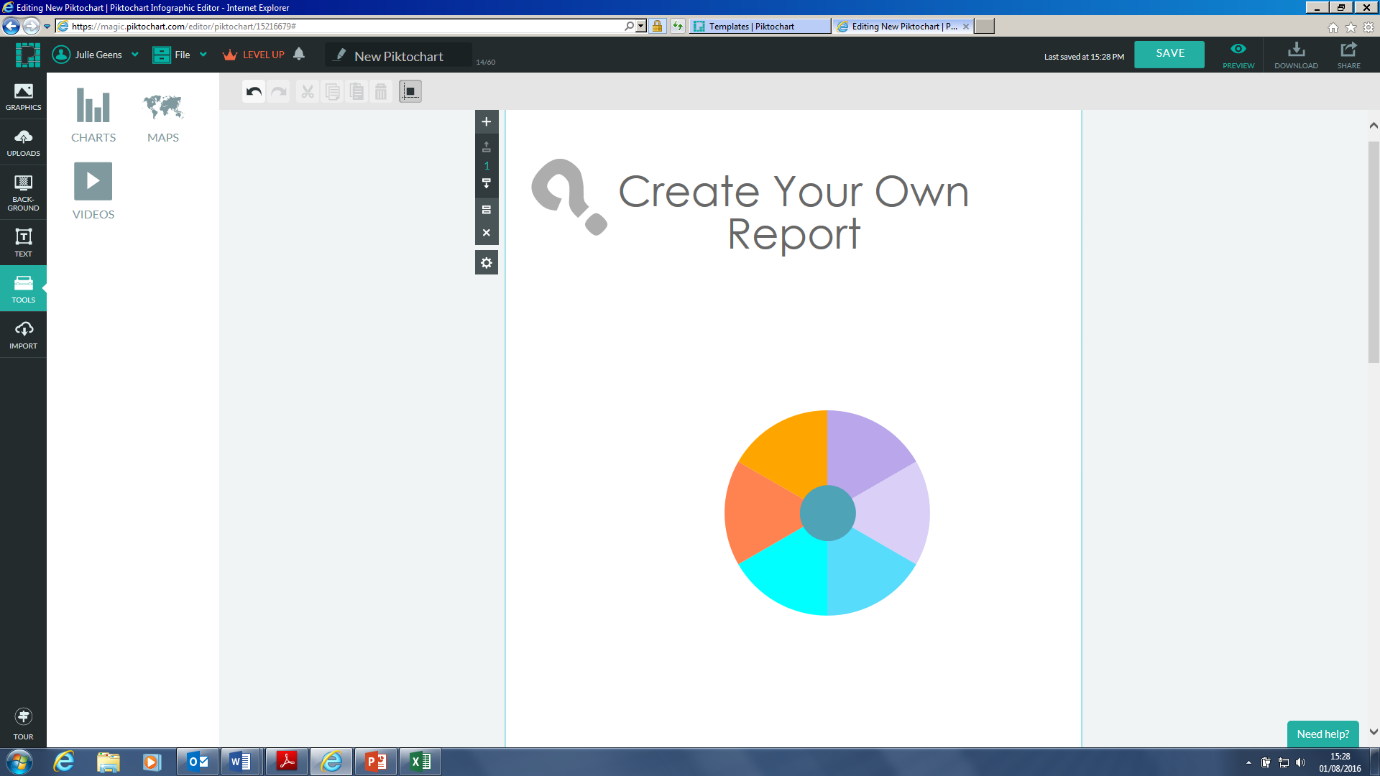 Editing New Piktochart | Piktochart Infographic Editor - Internet Explorer
https://magic.piktochart.com/editor/piktochart/15216679#
Templates | Piktochart
Editing New Piktochart | P...
Julie Geens
File
LEVEL UP
New Piktochart
14/60
Last saved at 15:28 PM
SAVE
PREVIEW
DOWNLOAD
SHARE
GRAPHICS
UPLOADS
BACK-
GROUND
TEXT
TOOLS
IMPORT
TOUR
CHARTS
MAPS
VIDEOS
1
Create Your Own
Report
Need help?
15:28
01/08/2016